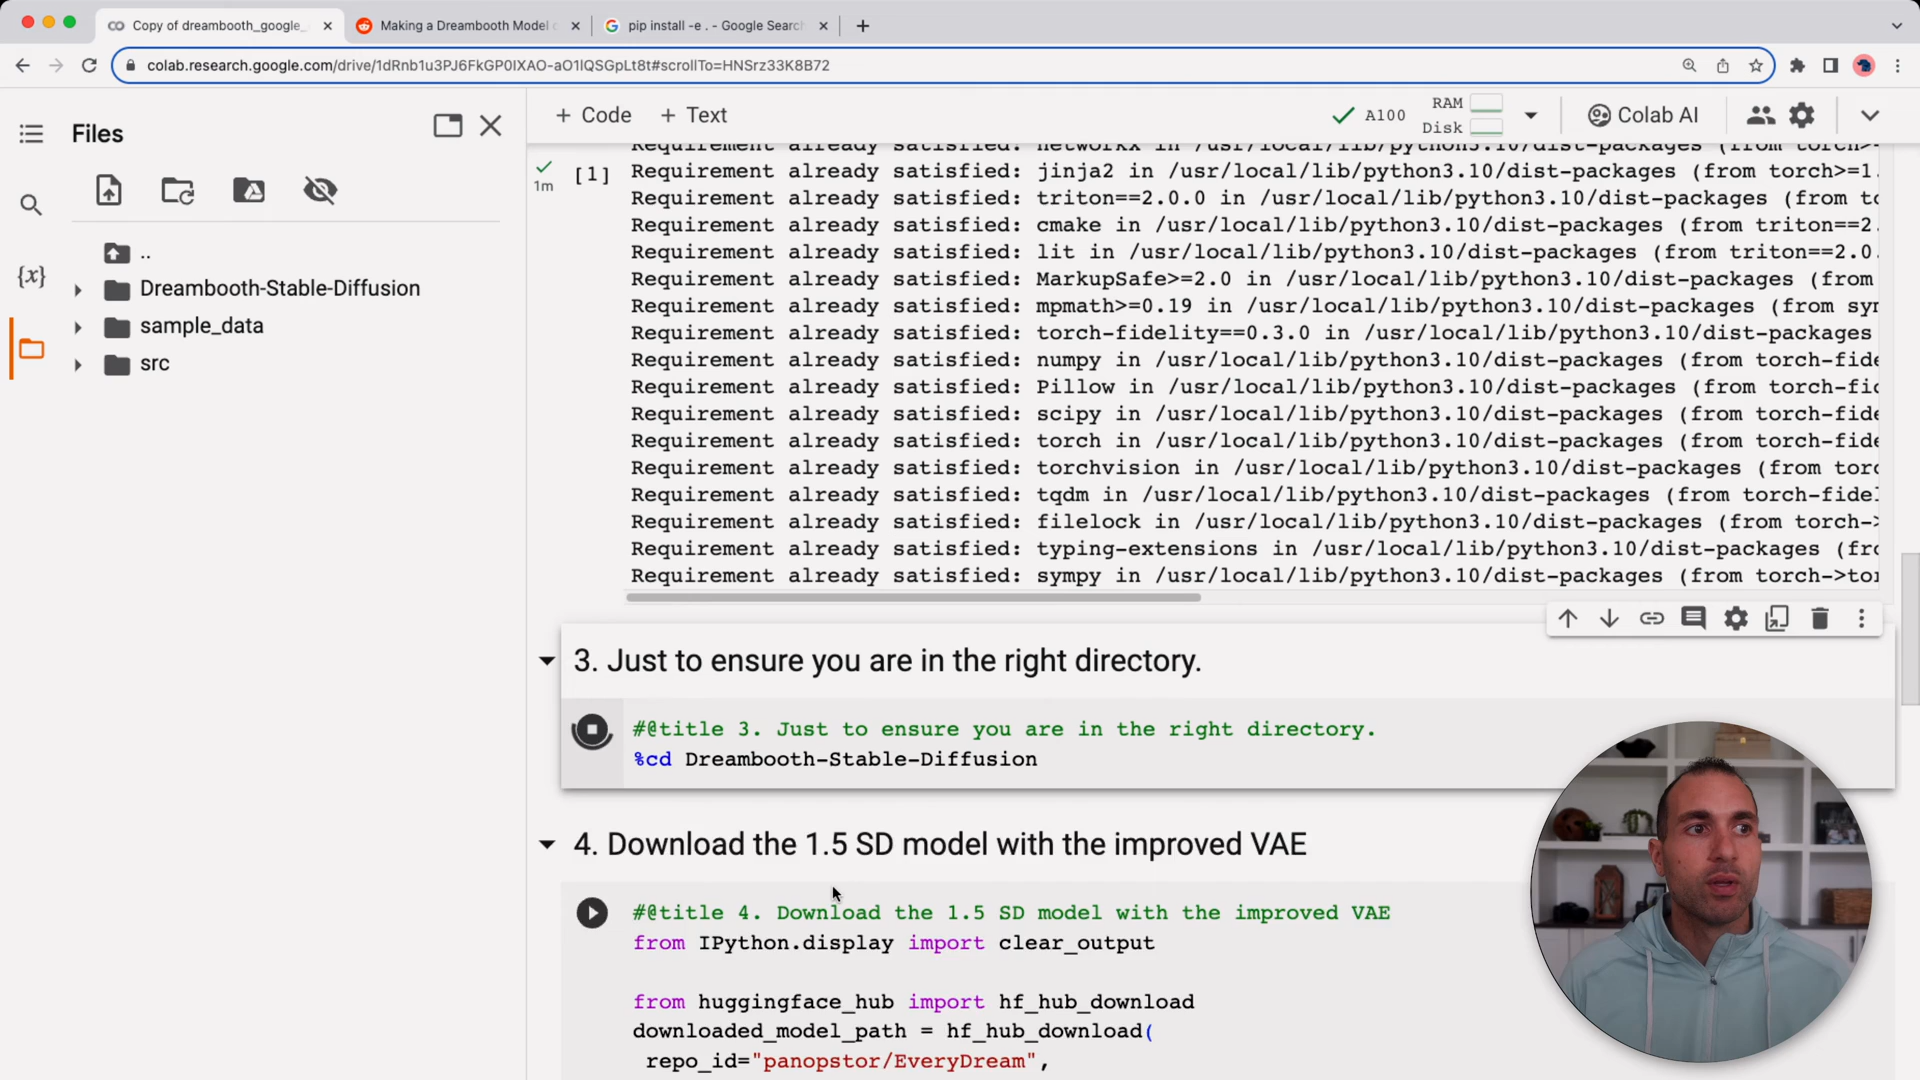 Copy of dreambooth_google_
Making a Dreambooth Model o
pip install -e . - Google Search
colab.research.google.com/drive/1dRnb1u3PJ6FkGP0IXAO-aO1lQSGpLt8t#scrollTo=HNSrz33K8B72
Files
+ Code
+ Text
A100
RAM
Disk
Colab AI
..
Dreambooth-Stable-Diffusion
sample_data
src
{x}
1m
[1]
Requirement already satisfied: networkx in /usr/local/lib/python3.10/dist-packages (from torch>=
Requirement already satisfied: jinja2 in /usr/local/lib/python3.10/dist-packages (from torch>=1.
Requirement already satisfied: triton==2.0.0 in /usr/local/lib/python3.10/dist-packages (from to
Requirement already satisfied: cmake in /usr/local/lib/python3.10/dist-packages (from triton==2.
Requirement already satisfied: lit in /usr/local/lib/python3.10/dist-packages (from triton==2.0.
Requirement already satisfied: MarkupSafe>=2.0 in /usr/local/lib/python3.10/dist-packages (from
Requirement already satisfied: mpmath>=0.19 in /usr/local/lib/python3.10/dist-packages (from sym
Requirement already satisfied: torch-fidelity==0.3.0 in /usr/local/lib/python3.10/dist-packages
Requirement already satisfied: numpy in /usr/local/lib/python3.10/dist-packages (from torch-fide
Requirement already satisfied: Pillow in /usr/local/lib/python3.10/dist-packages (from torch-fid
Requirement already satisfied: scipy in /usr/local/lib/python3.10/dist-packages (from torch-fide
Requirement already satisfied: torch in /usr/local/lib/python3.10/dist-packages (from torch-fide
Requirement already satisfied: torchvision in /usr/local/lib/python3.10/dist-packages (from torc
Requirement already satisfied: tqdm in /usr/local/lib/python3.10/dist-packages (from torch-fidel
Requirement already satisfied: filelock in /usr/local/lib/python3.10/dist-packages (from torch->
Requirement already satisfied: typing-extensions in /usr/local/lib/python3.10/dist-packages (fro
Requirement already satisfied: sympy in /usr/local/lib/python3.10/dist-packages (from torch->tor
3. Just to ensure you are in the right directory.
#@title 3. Just to ensure you are in the right directory.
%cd Dreambooth-Stable-Diffusion
4. Download the 1.5 SD model with the improved VAE
#@title 4. Download the 1.5 SD model with the improved VAE
from IPython.display import clear_output
from huggingface_hub import hf_hub_download
downloaded_model_path = hf_hub_download(
repo_id="panopstor/EveryDream",